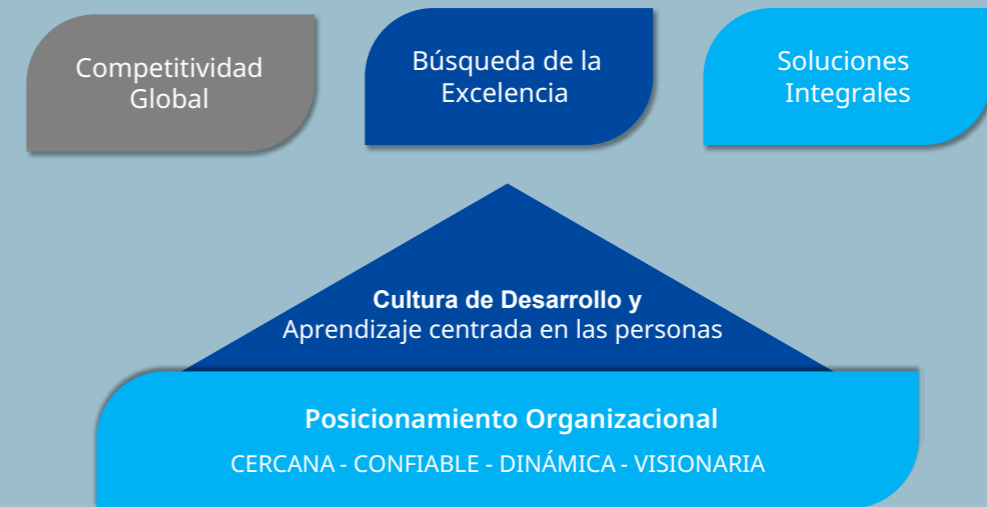 Competitividad
Global
Búsqueda de la
Excelencia
Soluciones
Integrales
Cultura de Desarrollo y
Aprendizaje centrada en las personas
Posicionamiento Organizacional
CERCANA - CONFIABLE - DINÁMICA - VISIONARIA